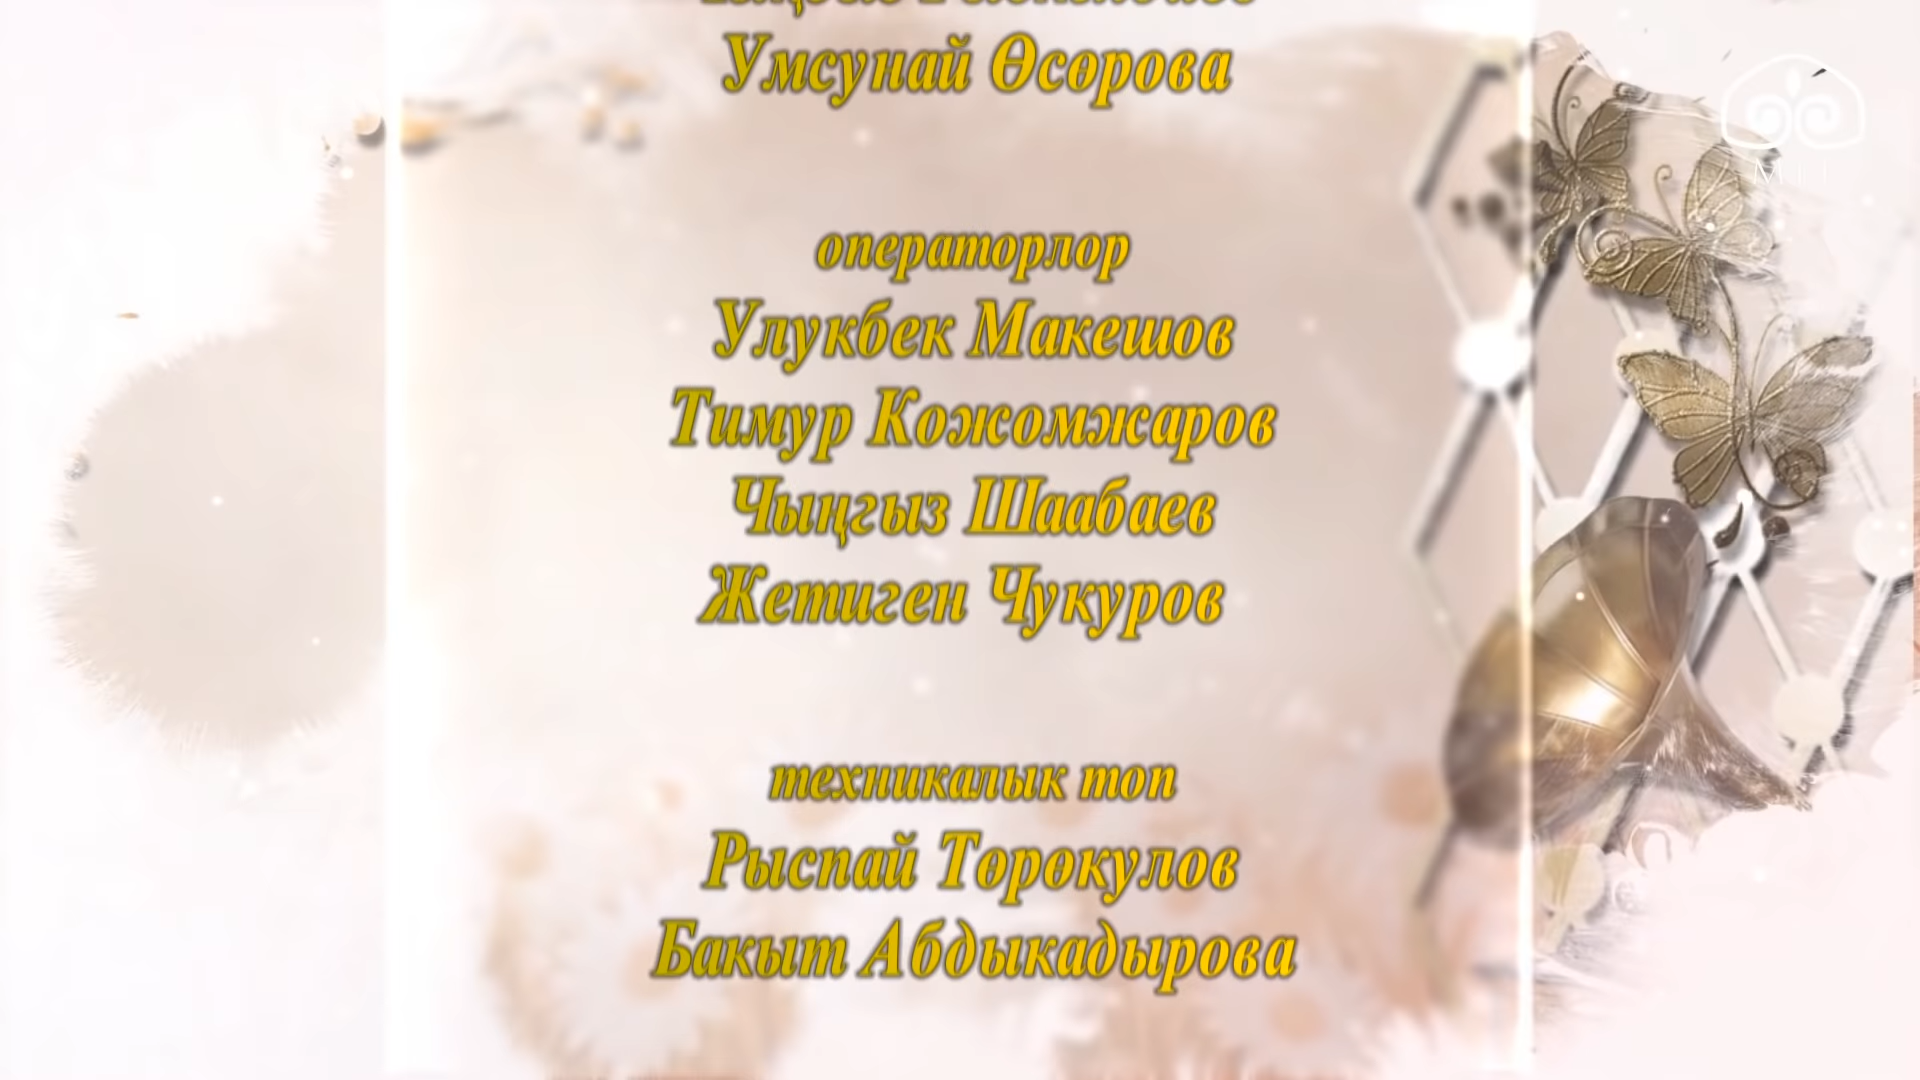 Умсунай Өсөрова
операторлор
Улукбек Макешов
Тимур Кожомжаров
Чыңгыз Шаабаев
Жетиген Чукуров
техникалык топ
Рыспай Төрөкулов
Бакыт Абдыкадырова